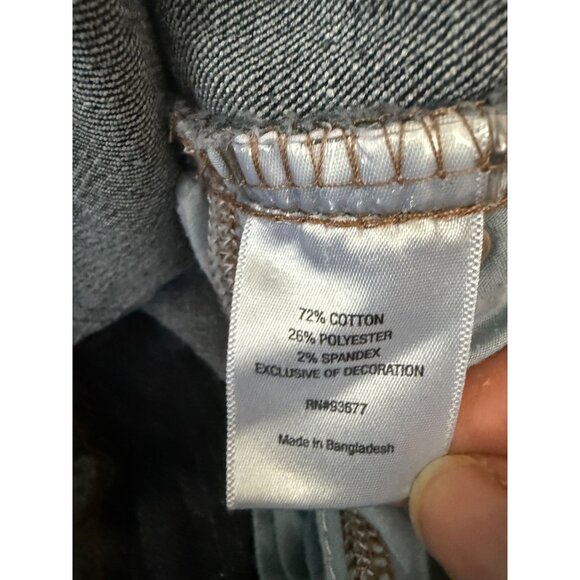 72% COTTON
26% POLYESTER
2% SPANDEX
EXCLUSIVE OF DECORATION
RN#93677
Made in Bangladesh